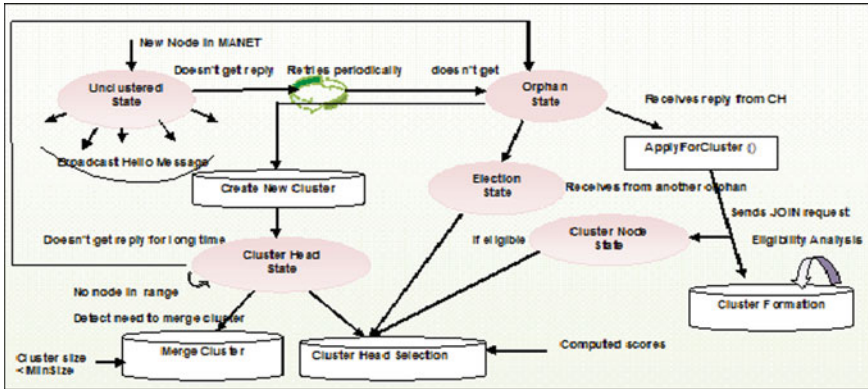 New Node in MANET
Doesn't get reply
Retries periodically
doesn't get
Unclustered
State
Orphan
State
Receives reply from CH
Broadcast Hello Message
ApplyForCluster ()
Create New Cluster
Election
State
Receives from another orphan
Sends JOIN request
Doesn't get reply for long time
If eligible
Cluster Node
State
Eligibility Analysis
Cluster Head
State
No node in range
Cluster Formation
Detect need to merge cluster
Merge Cluster
Cluster Head Selection
Computed scores
Cluster size
<MinSize